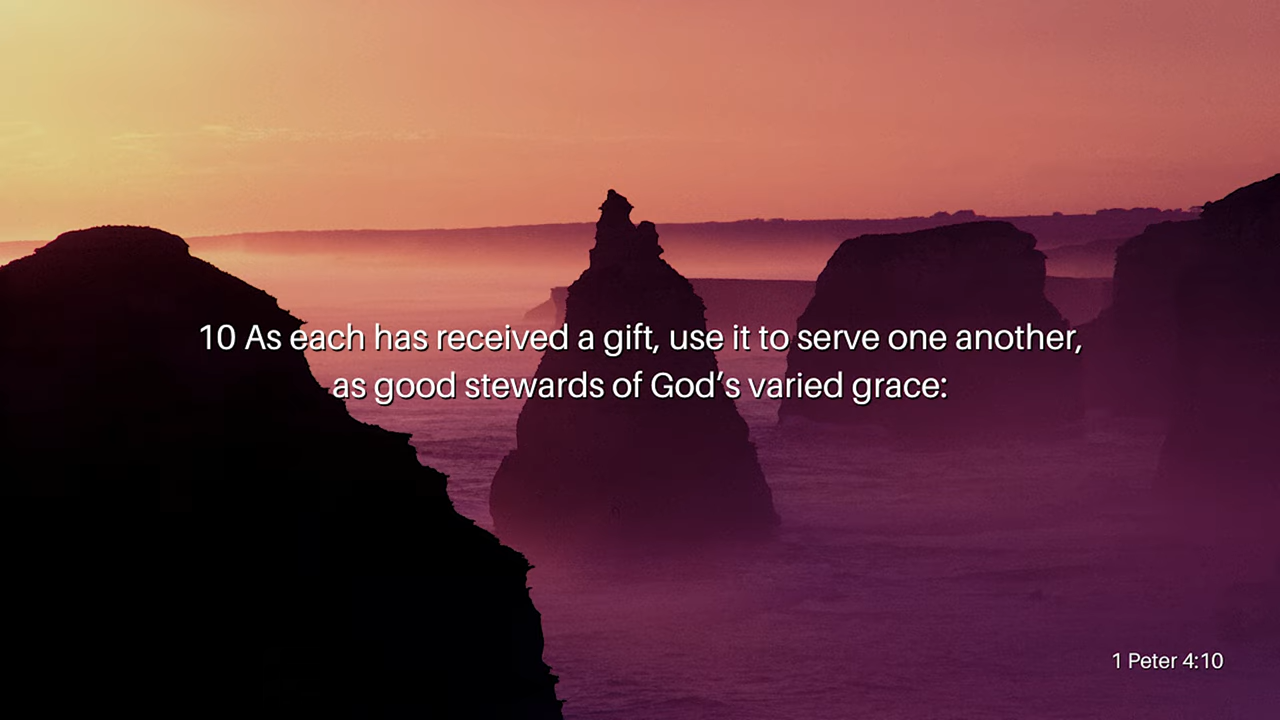 10 As each has received a gift, use it to serve one another,
as good stewards of God’s varied grace:
1 Peter 4:10